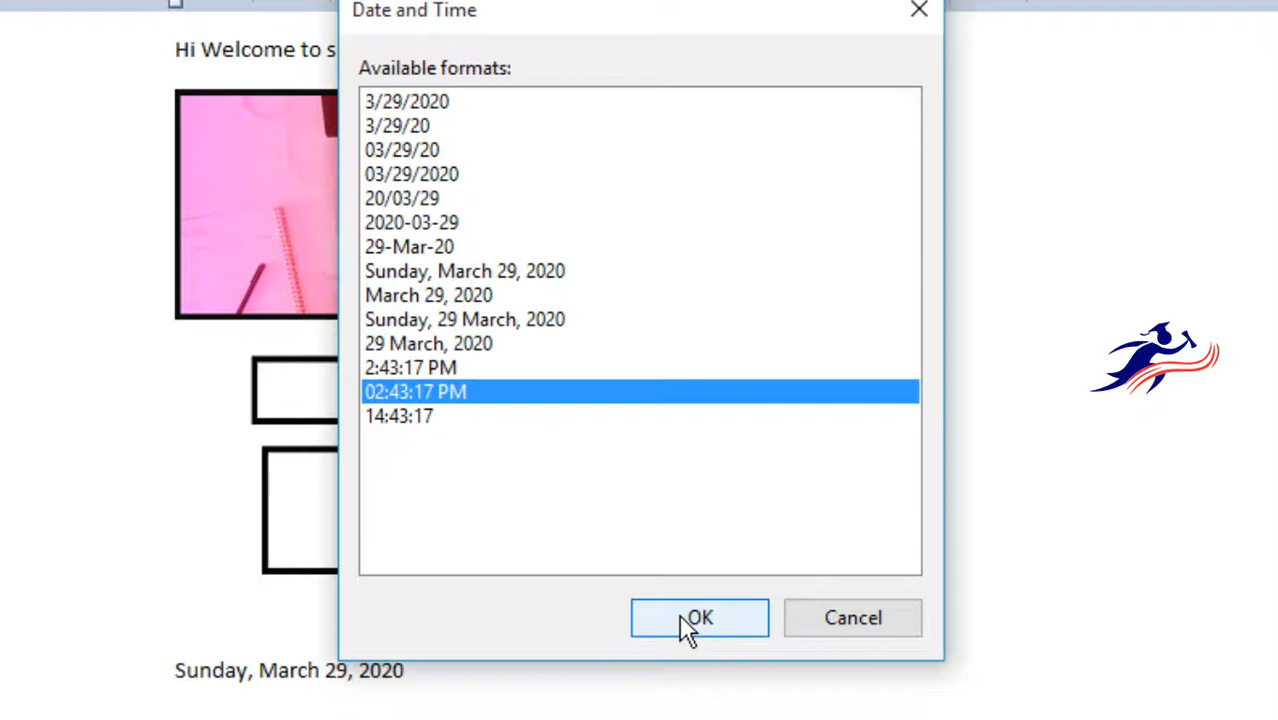 Date and Time
Hi Welcome to s
Available formats:
3/29/2020
3/29/20
03/29/20
03/29/2020
20/03/29
2020-03-29
29-Mar-20
Sunday, March 29, 2020
March 29, 2020
Sunday, 29 March, 2020
29 March, 2020
2:43:17 PM
02:43:17 PM
14:43:17
OK
Cancel
Sunday, March 29, 2020